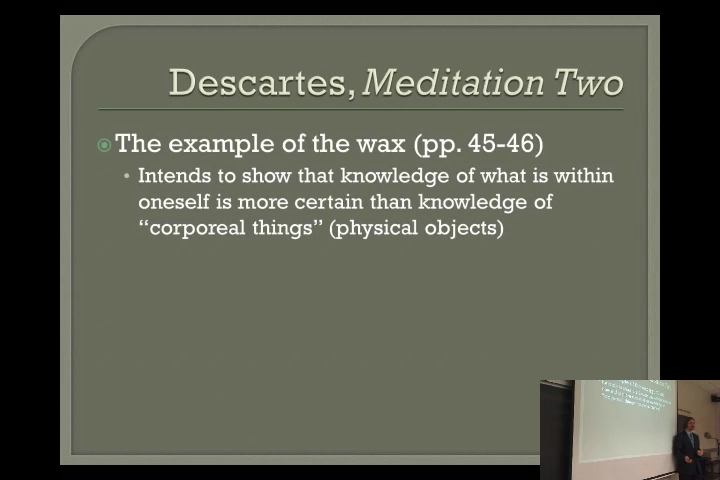 Descartes, Meditation Two
The example of the wax (pp. 45-46)
Intends to show that knowledge of what is within
oneself is more certain than knowledge of
“corporeal things” (physical objects)